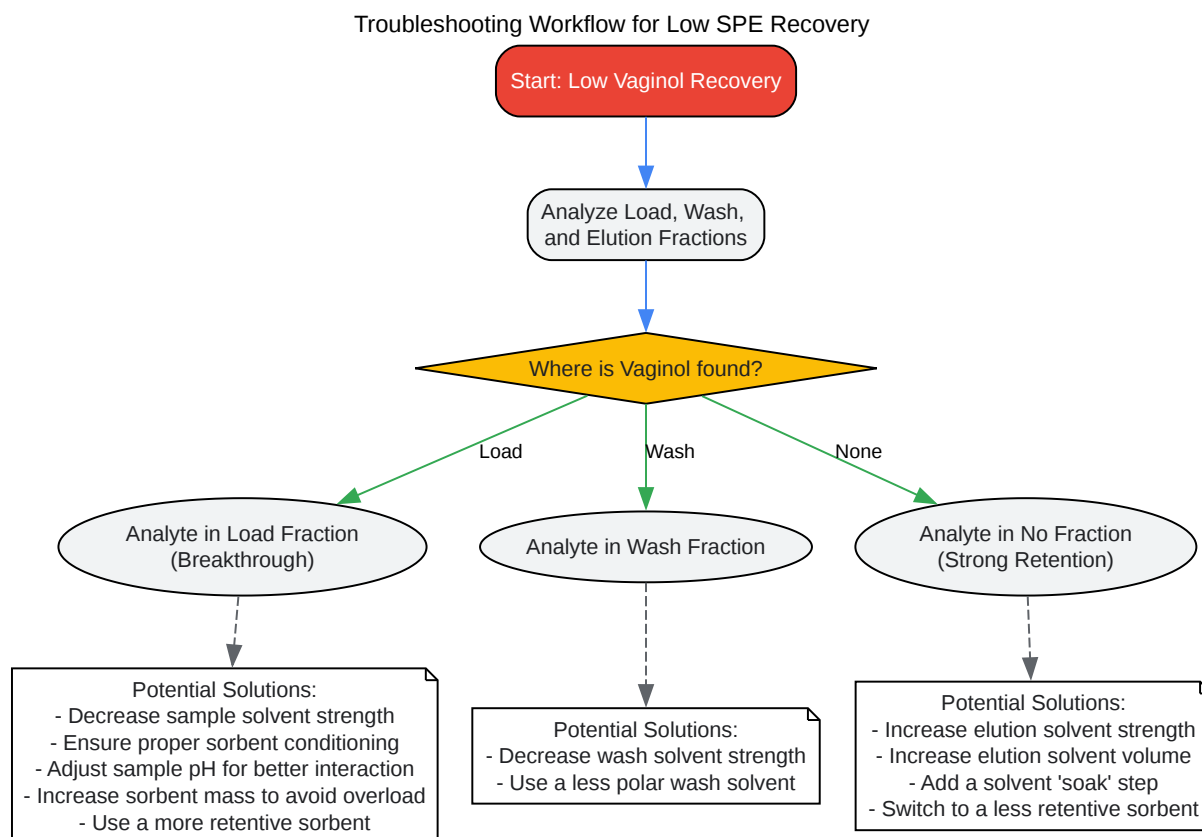 Troubleshooting Workflow for Low SPE Recovery
Start: Low Vaginol Recovery
Analyze Load, Wash,
and Elution Fractions
Where is Vaginol found?
Load
Wash
None
Analyte in Load Fraction
(Breakthrough)
Analyte in Wash Fraction
Analyte in No Fraction
(Strong Retention)
Potential Solutions:
- Decrease sample solvent strength
- Ensure proper sorbent conditioning
- Adjust sample pH for better interaction
- Increase sorbent mass to avoid overload
- Use a more retentive sorbent
Potential Solutions:
- Decrease wash solvent strength
- Use a less polar wash solvent
Potential Solutions:
- Increase elution solvent strength
- Increase elution solvent volume
- Add a solvent 'soak' step
- Switch to a less retentive sorbent